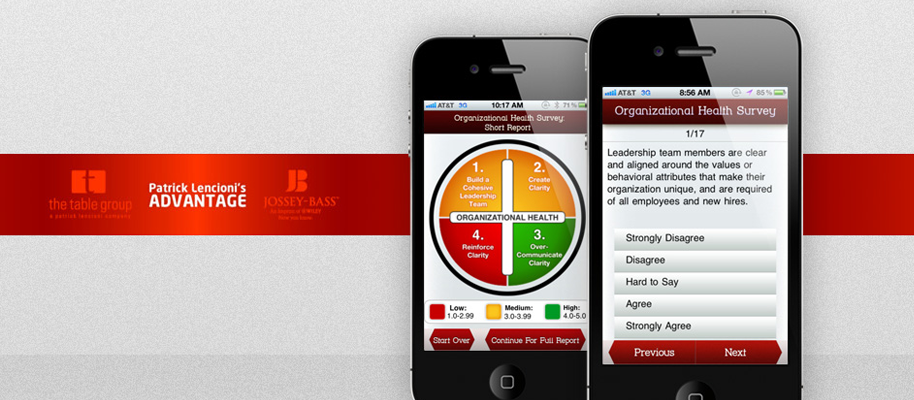 the table group
a patrick lencioni company
Patrick Lencioni's
ADVANTAGE
JB
JOSSEY-BASS™
An Imprint of WILEY
AT&T 3G 10:17 AM 71%
Organizational Health Survey:
Short Report
1.
Build a
Cohesive
Leadership
Team
2.
Create
Clarity
ORGANIZATIONAL HEALTH
4.
Reinforce
Clarity
3.
Over-
Communicate
Clarity
Low:
1.0-2.99
Medium:
3.0-3.99
High:
4.0-5.0
Start Over
Continue For Full Report
AT&T 3G 8:56 AM 85%
Organizational Health Survey
1/17
Leadership team members are clear
and aligned around the values or
behavioral attributes that make their
organization unique, and are required
of all employees and new hires.
Strongly Disagree
Disagree
Hard to Say
Agree
Strongly Agree
Previous
Next